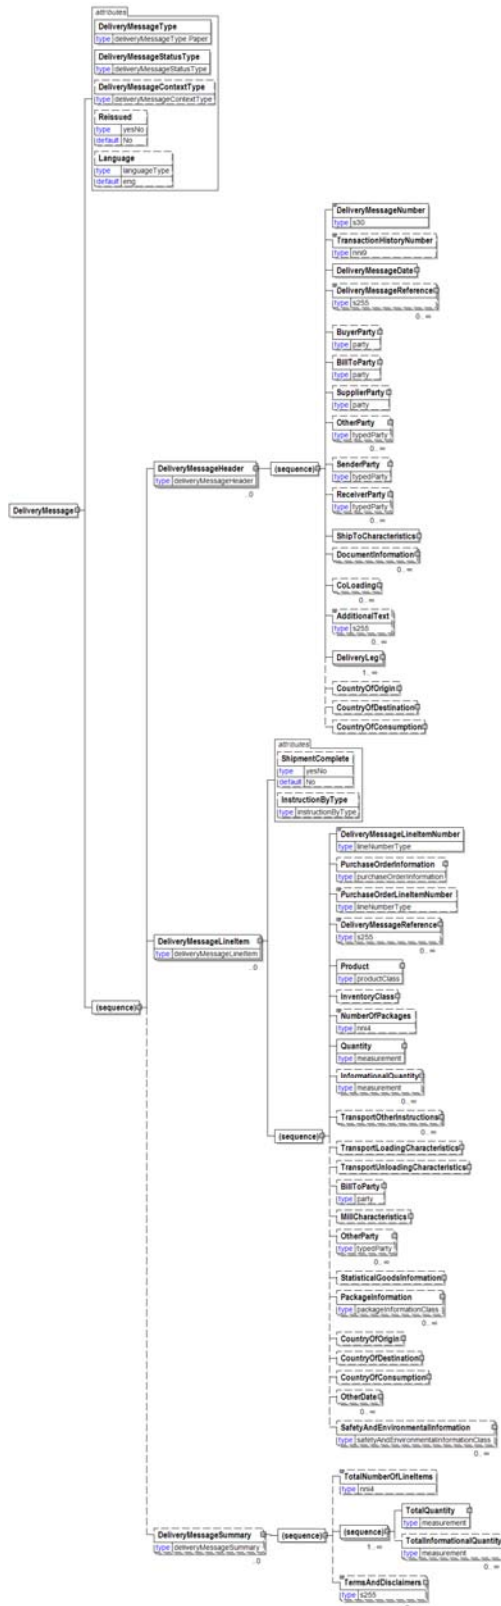 attributes
DeliveryMessageType
type deliveryMessageType.Paper
DeliveryMessageStatusType
type deliveryMessageStatusType
DeliveryMessageContextType
type deliveryMessageContextType
Reissued
type yesNo
default No
Language
type languageType
default eng
DeliveryMessage
(sequence)
DeliveryMessageHeader
type deliveryMessageHeader
..0
(sequence)
DeliveryMessageNumber
type s30
TransactionHistoryNumber
type nni9
DeliveryMessageDate
DeliveryMessageReference
type s255
0.. ∞
BuyerParty
type party
BillToParty
type party
SupplierParty
type party
OtherParty
type typedParty
0.. ∞
SenderParty
type typedParty
ReceiverParty
type typedParty
0.. ∞
ShipToCharacteristics
DocumentInformation
0.. ∞
CoLoading
0.. ∞
AdditionalText
type s255
0.. ∞
DeliveryLeg
1.. ∞
CountryOfOrigin
CountryOfDestination
CountryOfConsumption
DeliveryMessageLineItem
type deliveryMessageLineItem
..0
attributes
ShipmentComplete
type yesNo
default No
InstructionByType
type instructionByType
(sequence)
DeliveryMessageLineItemNumber
type lineNumberType
PurchaseOrderInformation
type purchaseOrderInformation
PurchaseOrderLineItemNumber
type lineNumberType
DeliveryMessageReference
type s255
0.. ∞
Product
type productClass
InventoryClass
NumberOfPackages
type nni4
Quantity
type measurement
InformationalQuantity
type measurement
0.. ∞
TransportOtherInstructions
0.. ∞
TransportLoadingCharacteristics
TransportUnloadingCharacteristics
BillToParty
type party
MillCharacteristics
OtherParty
type typedParty
0.. ∞
StatisticalGoodsInformation
PackageInformation
type packageInformationClass
0.. ∞
CountryOfOrigin
CountryOfDestination
CountryOfConsumption
OtherDate
0.. ∞
SafetyAndEnvironmentalInformation
type safetyAndEnvironmentalInformationClass
0.. ∞
DeliveryMessageSummary
type deliveryMessageSummary
..0
(sequence)
TotalNumberOfLineItems
type nni4
(sequence)
1.. ∞
TotalQuantity
type measurement
TotalInformationalQuantity
type measurement
0.. ∞
TermsAndDisclaimers
type s255